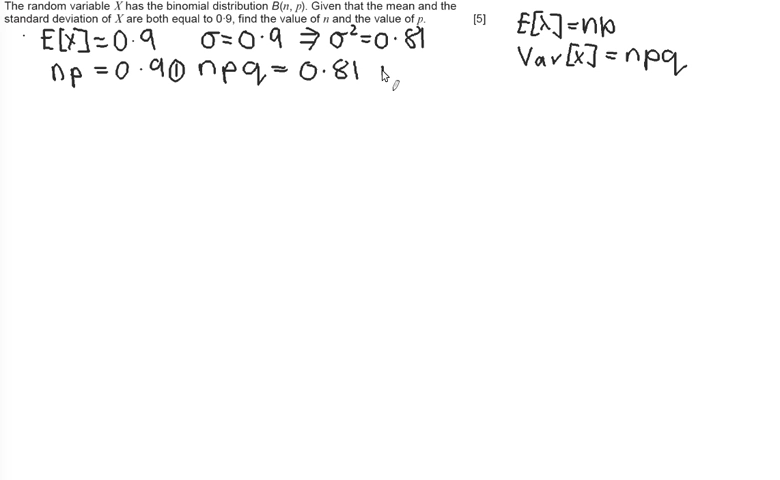 The random variable X has the binomial distribution B(n, p). Given that the mean and the
standard deviation of X are both equal to 0·9, find the value of n and the value of p. [5]
E[X]=0.9 σ=0.9 ⇒ σ²=0.81
np = 0.9 ① npq = 0.81
E[X]=np
Var[X]=npq